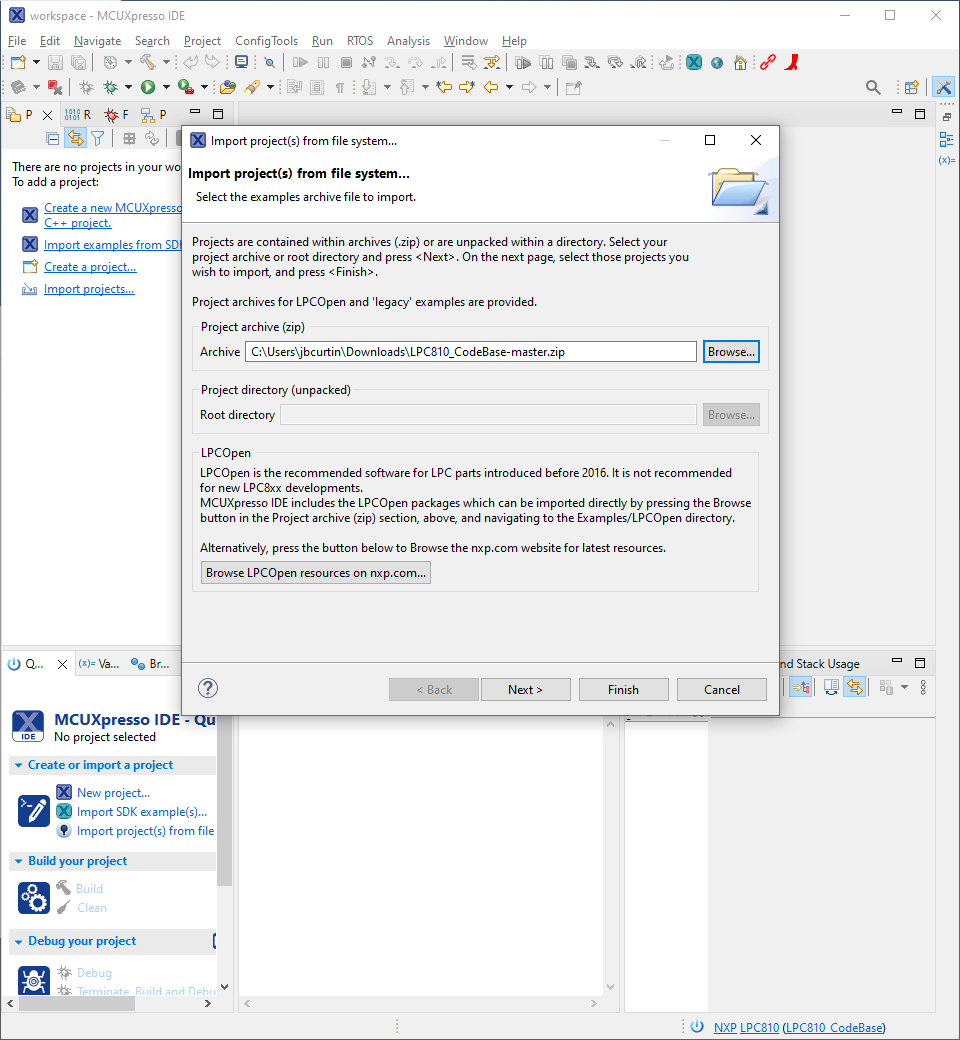 workspace - MCUXpresso IDE
File Edit Navigate Search Project ConfigTools Run RTOS Analysis Window Help
P R F P
There are no projects in your wo
To add a project:
Create a new MCUXpresso
C++ project.
Import examples from SD
Create a project...
Import projects...
Import project(s) from file system...
Import project(s) from file system...
Select the examples archive file to import.
Projects are contained within archives (.zip) or are unpacked within a directory. Select your
project archive or root directory and press <Next>. On the next page, select those projects you
wish to import, and press <Finish>.
Project archives for LPCOpen and 'legacy' examples are provided.
Project archive (zip)
Archive C:\Users\jbcurtin\Downloads\LPC810_CodeBase-master.zip Browse...
Project directory (unpacked)
Root directory Browse...
LPCOpen
LPCOpen is the recommended software for LPC parts introduced before 2016. It is not recommended
for new LPC8xx developments.
MCUXpresso IDE includes the LPCOpen packages which can be imported directly by pressing the Browse
button in the Project archive (zip) section, above, and navigating to the Examples/LPCOpen directory.
Alternatively, press the button below to Browse the nxp.com website for latest resources.
Browse LPCOpen resources on nxp.com...
< Back Next > Finish Cancel
(x)=
Q... (x)= Va... Br...
nd Stack Usage
IDE
MCUXpresso IDE - Qu
No project selected
Create or import a project
New project...
Import SDK example(s)...
Import project(s) from file
Build your project
Build
Clean
Debug your project
Debug
Terminate, Build and Debu
NXP LPC810 (LPC810_CodeBase)